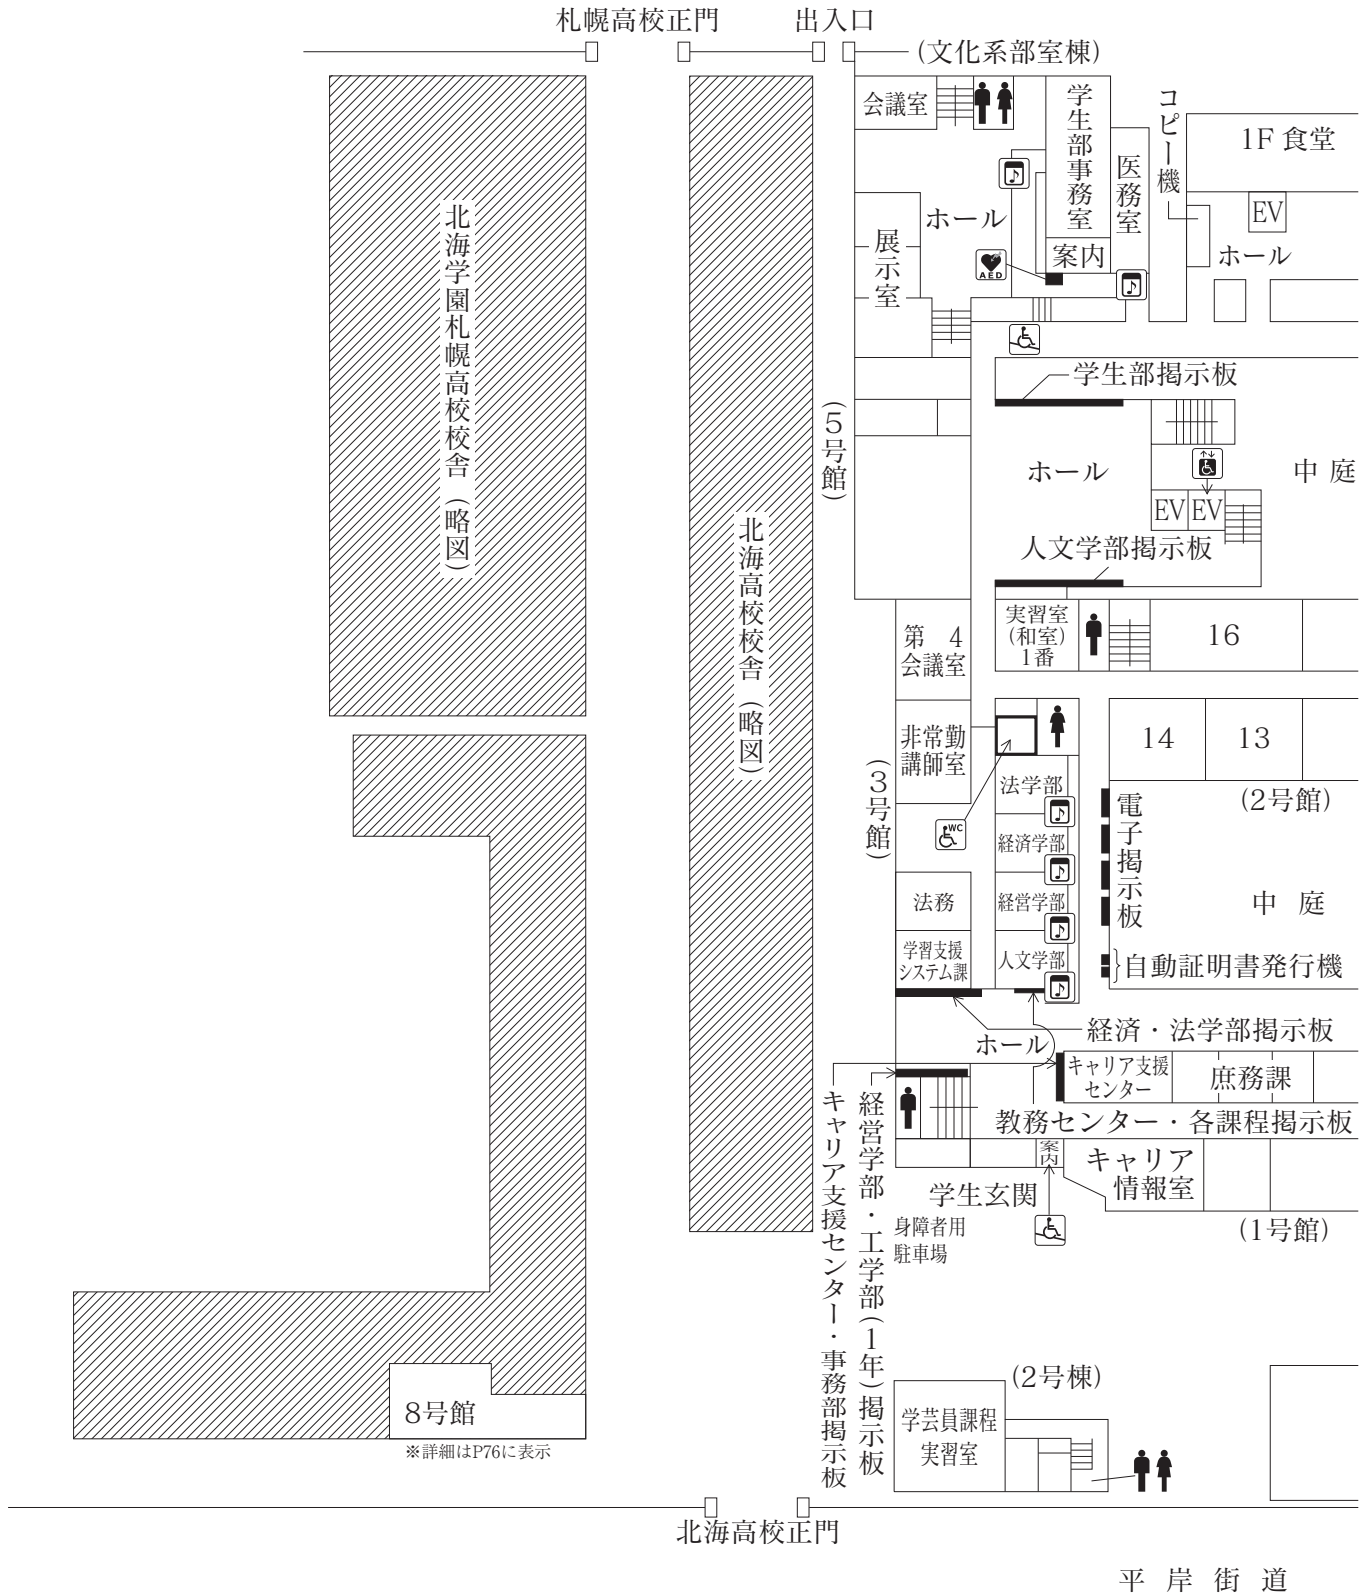 札幌高校正門
出入口
(文化系部室棟)
会議室
学生部事務室
コピー機
1F 食堂
医務室
EV
ホール
ホール
展示室
案内
AED
北海学園札幌高校校舎（略図）
学生部掲示板
(5号館)
ホール
中 庭
EV
EV
北海高校校舎（略図）
人文学部掲示板
第 4
会議室
実習室
(和室)
1番
16
非常勤
講師室
14
13
(3号館)
法学部
(2号館)
電子掲示板
WC
経済学部
法務
経営学部
中 庭
学習支援
システム課
人文学部
自動証明書発行機
経済・法学部掲示板
ホール
キャリア支援
センター
庶務課
教務センター・各課程掲示板
案内
キャリア
情報室
学生玄関
身障者用
駐車場
(1号館)
キャリア支援センター・事務部掲示板
経営学部・工学部(1年)掲示板
(2号棟)
8号館
※詳細はP76に表示
学芸員課程
実習室
北海高校正門
平 岸 街 道